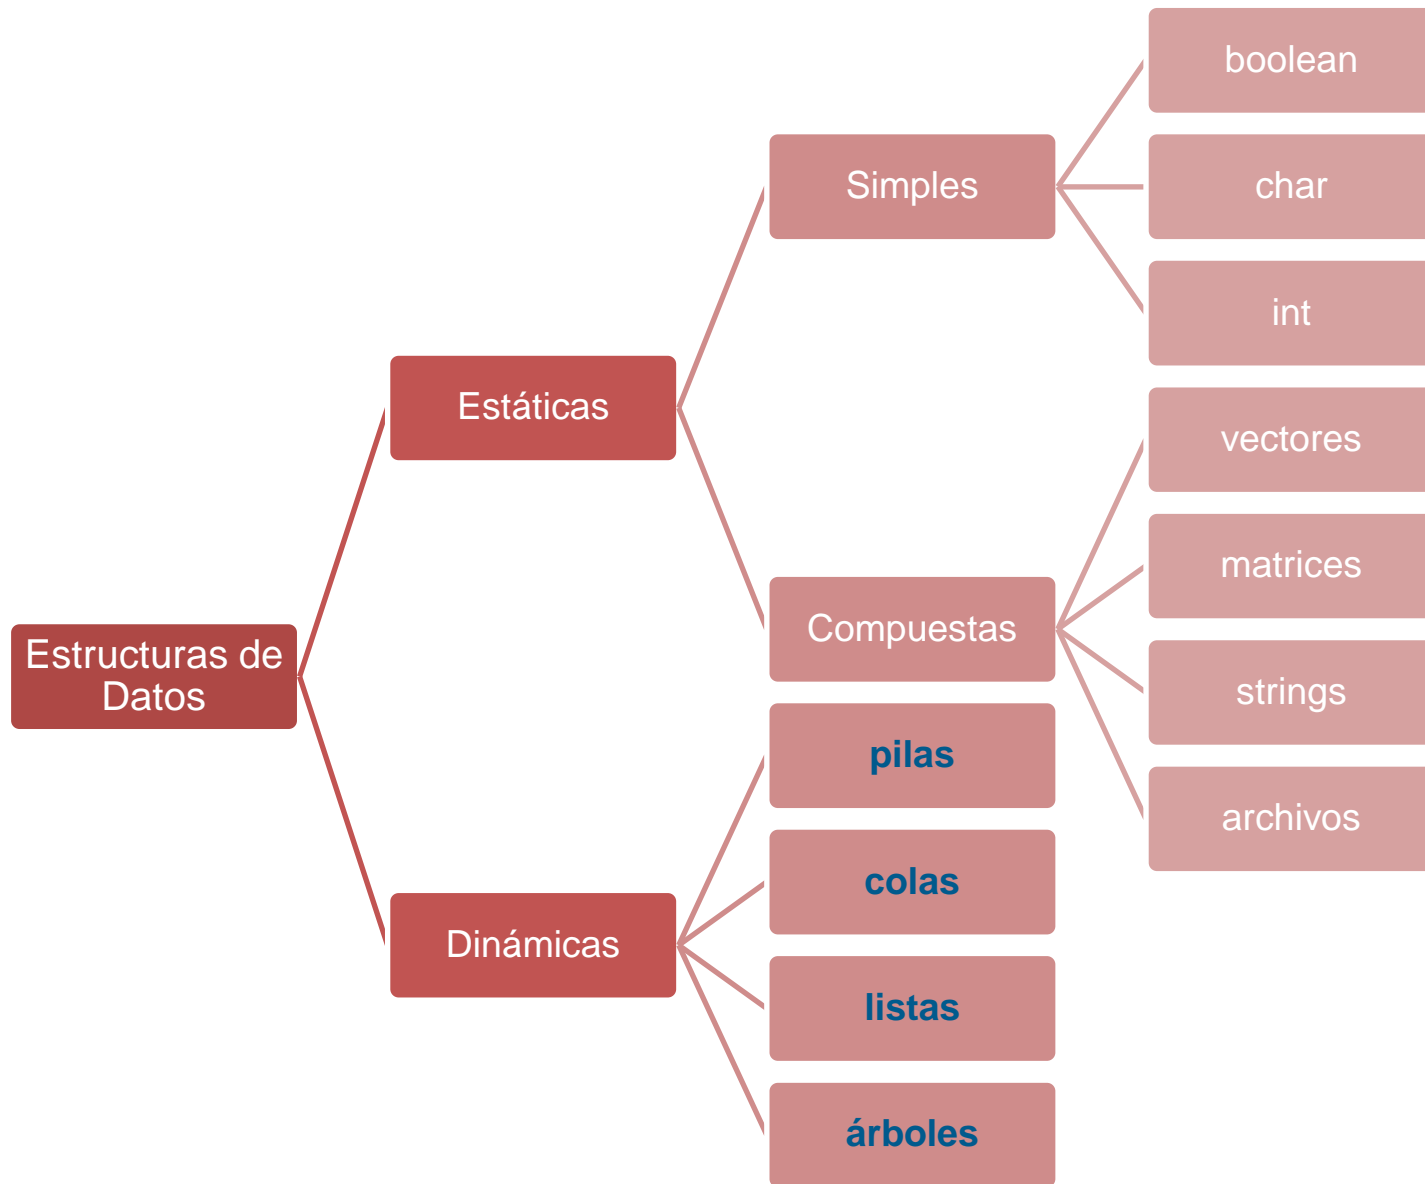 Estructuras de
Datos
Estáticas
Simples
boolean
char
int
Compuestas
vectores
matrices
strings
archivos
Dinámicas
pilas
colas
listas
árboles